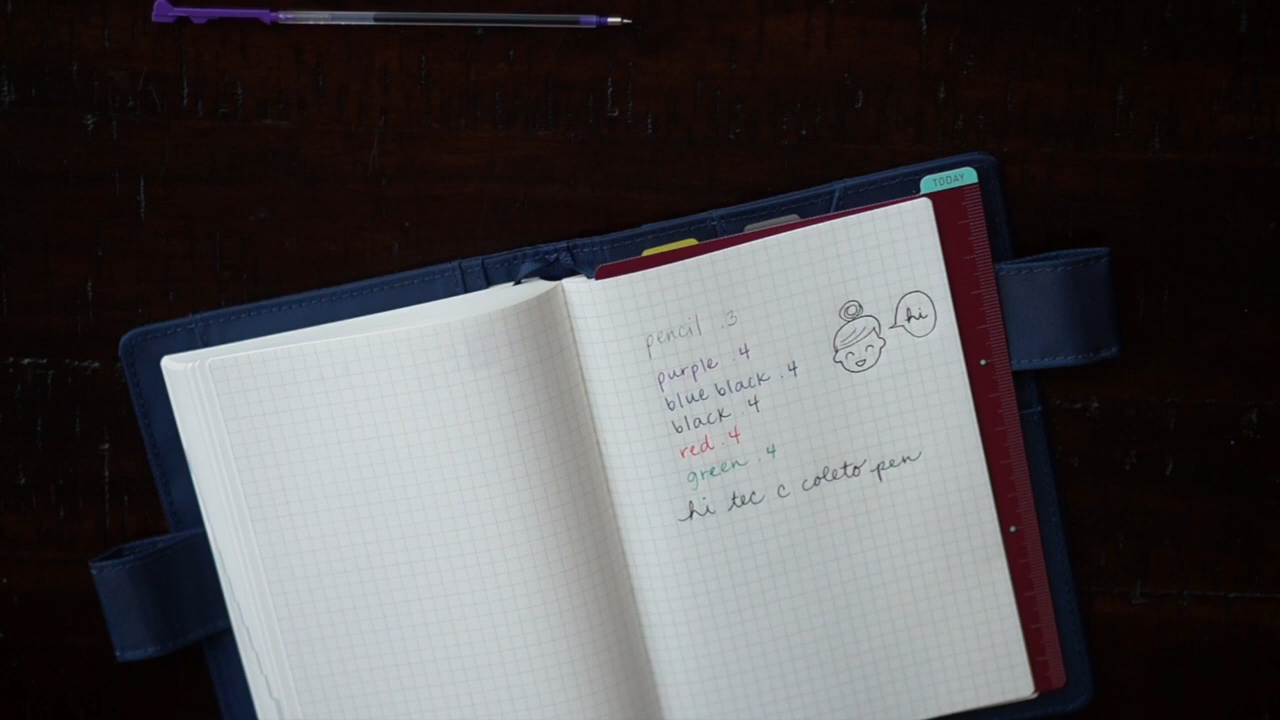 TODAY
pencil .3
hi
purple .4
blue black .4
black .4
red .4
green .4
hi tec c coleto pen